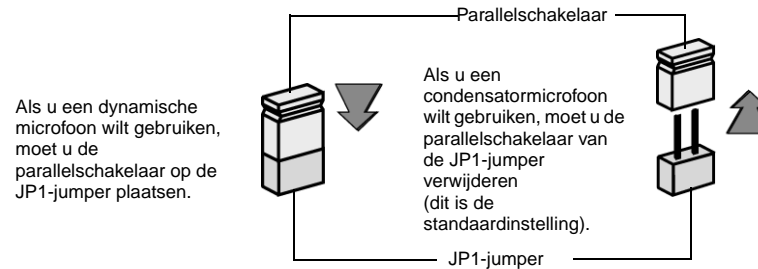 Parallelschakelaar
Als u een dynamische
microfoon wilt gebruiken,
moet u de
parallelschakelaar op de
JP1-jumper plaatsen.
Als u een
condensatormicrofoon
wilt gebruiken, moet u de
parallelschakelaar van
de JP1-jumper
verwijderen
(dit is de
standaardinstelling).
JP1-jumper